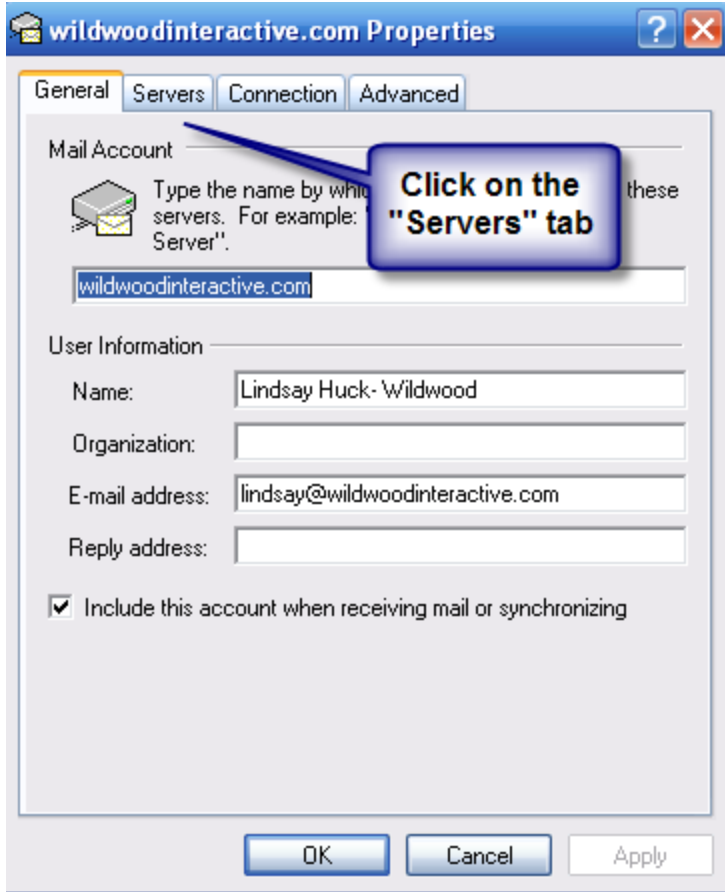 wildwoodinteractive.com Properties
General Servers Connection Advanced
Mail Account
Type the name by
servers. For example:
Server".
these
Click on the
"Servers" tab
wildwoodinteractive.com
User Information
Name: Lindsay Huck- Wildwood
Organization:
E-mail address: lindsay@wildwoodinteractive.com
Reply address:
Include this account when receiving mail or synchronizing
OK Cancel Apply